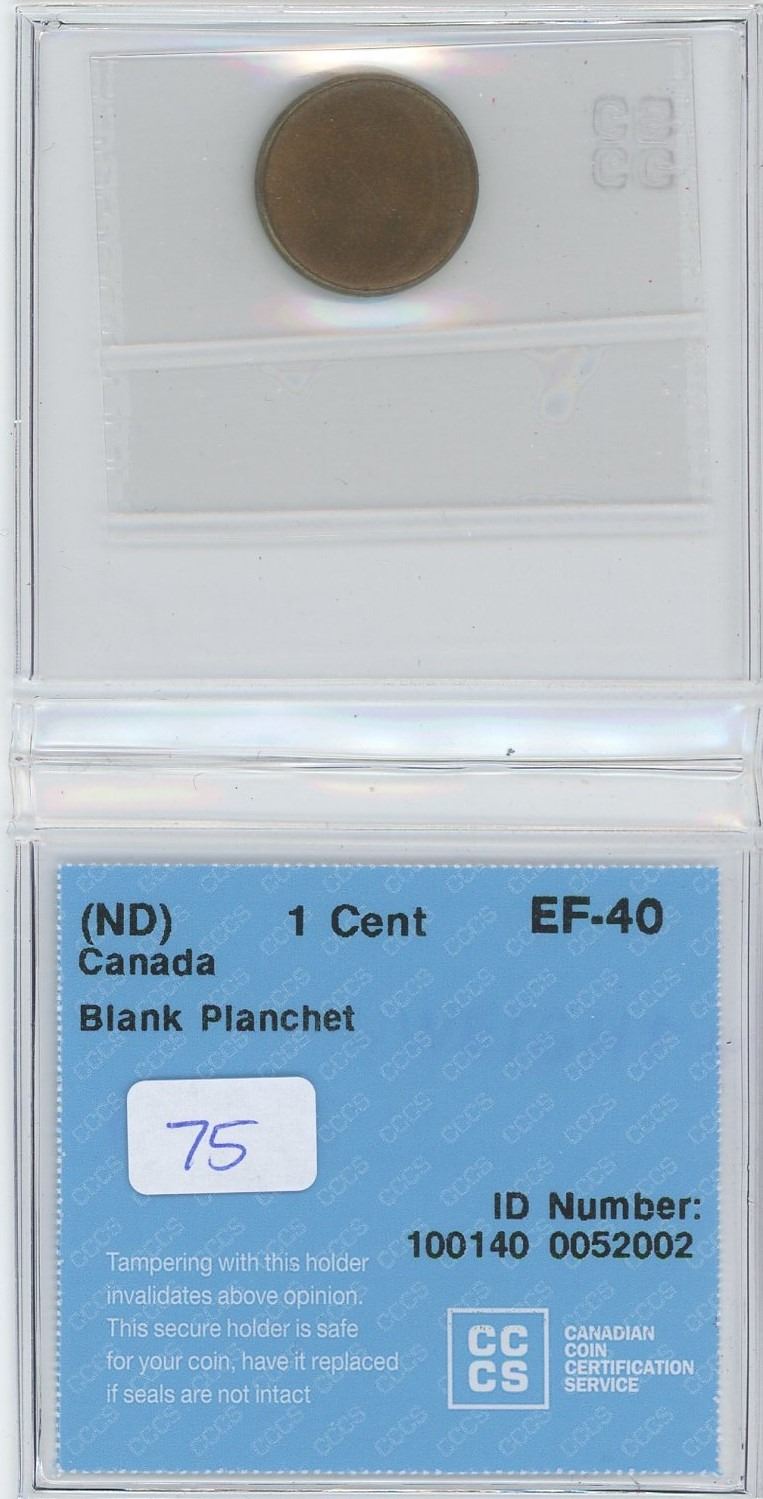 CC
CS
(ND) 1 Cent EF-40
Canada
Blank Planchet
75
ID Number:
100140 0052002
Tampering with this holder
invalidates above opinion.
This secure holder is safe
for your coin, have it replaced
if seals are not intact
CC
CS
CANADIAN
COIN
CERTIFICATION
SERVICE